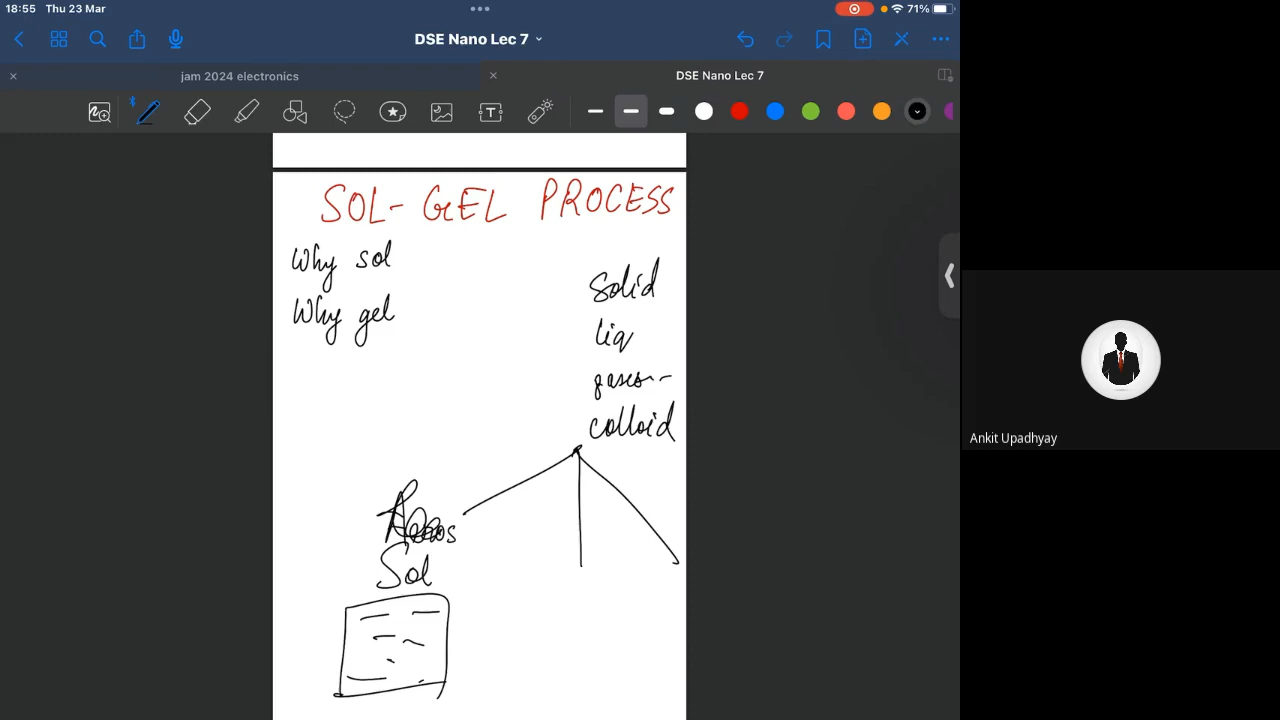 18:55 Thu 23 Mar
71%
DSE Nano Lec 7
jam 2024 electronics
DSE Nano Lec 7
SOL-GEL PROCESS
Why sol
Why gel
Solid
liq
gases
colloid
Sol
Ankit Upadhyay